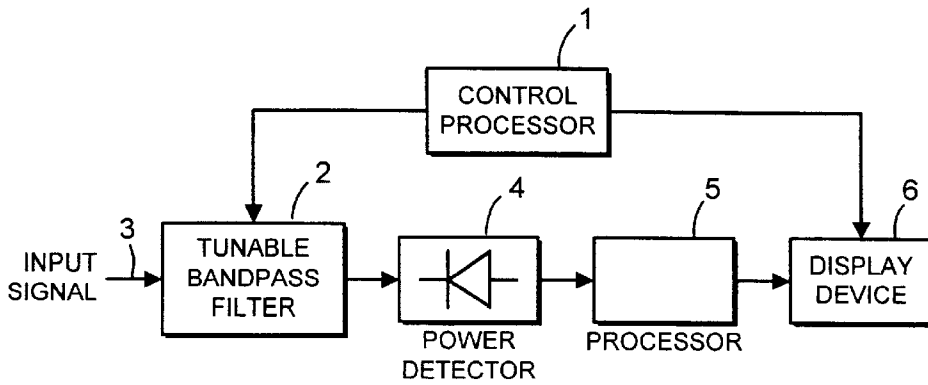 1
CONTROL
PROCESSOR
2
4
5
6
3
INPUT
SIGNAL
TUNABLE
BANDPASS
FILTER
DISPLAY
DEVICE
POWER
DETECTOR
PROCESSOR